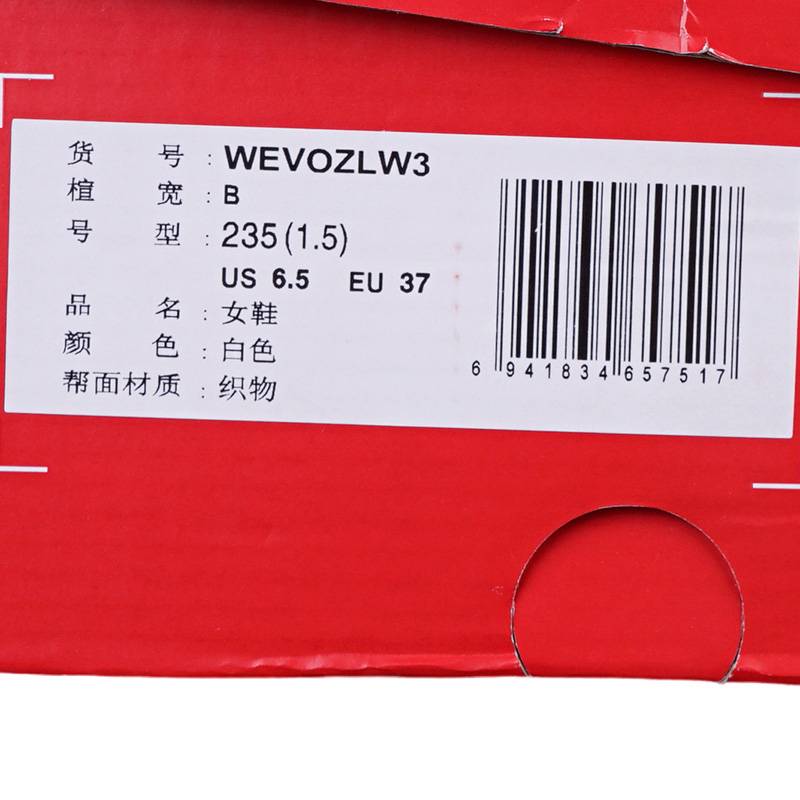 货 号 : WEVOZLW3
楦 宽 : B
号 型 : 235(1.5)
US 6.5 EU 37
品 名 : 女鞋
颜 色 : 白色
帮面材质 : 织物
6 941834 657517